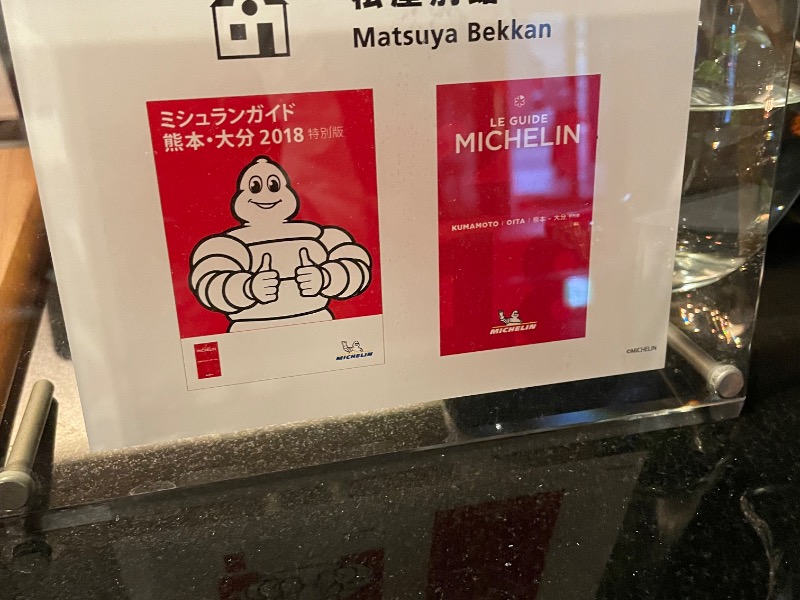 Matsuya Bekkan
ミシュランガイド
熊本・大分 2018 特別版
MICHELIN
LE GUIDE
MICHELIN
KUMAMOTO | OITA | 熊本・大分
MICHELIN
©MICHELIN